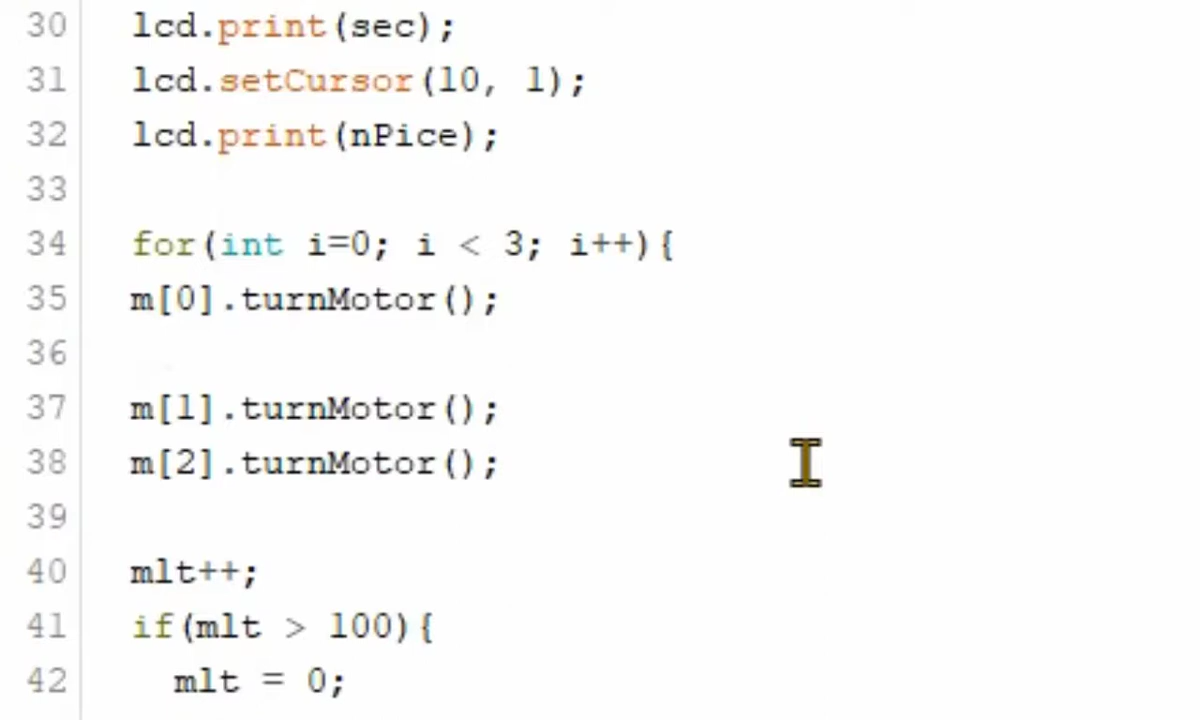 30 lcd.print(sec);
31 lcd.setCursor(10, 1);
32 lcd.print(nPice);
33
34 for(int i=0; i < 3; i++){
35 m[0].turnMotor();
36
37 m[1].turnMotor();
38 m[2].turnMotor();
39
40 mlt++;
41 if(mlt > 100){
42 mlt = 0;